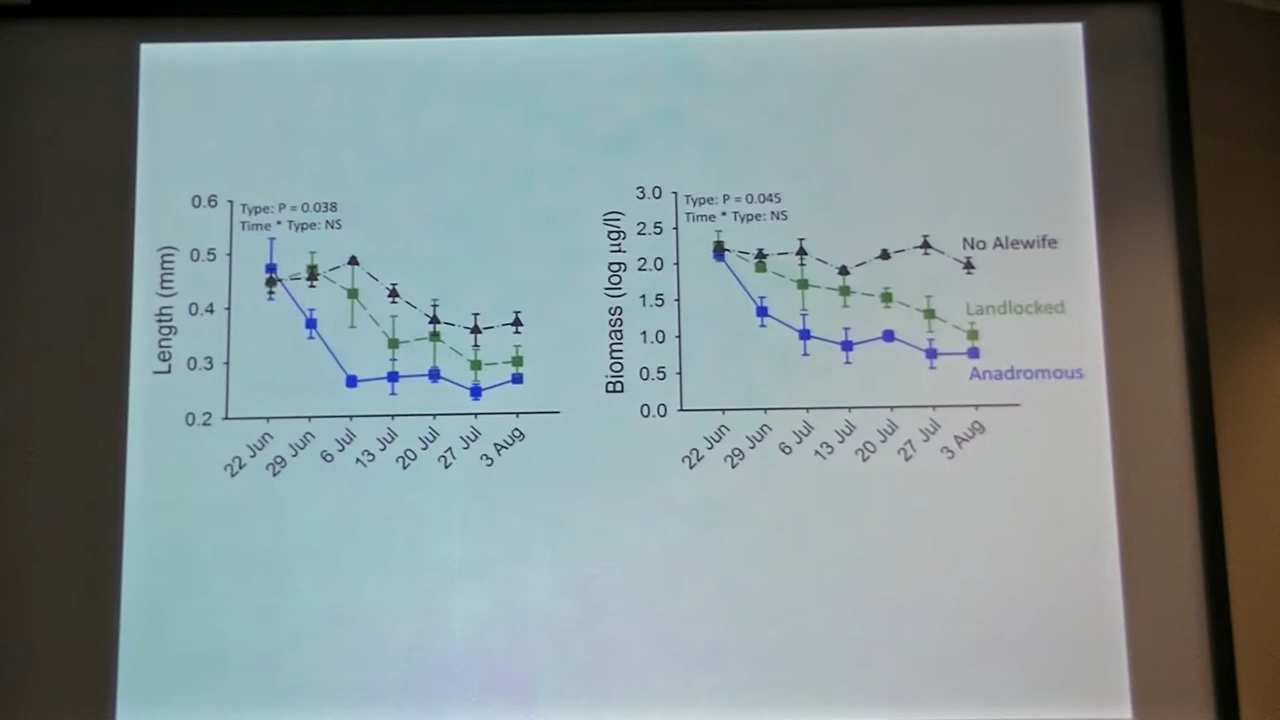 Type: P = 0.038
Time * Type: NS
Length (mm)
0.6
0.5
0.4
0.3
0.2
22 Jun
29 Jun
6 Jul
13 Jul
20 Jul
27 Jul
3 Aug
Type: P = 0.045
Time * Type: NS
Biomass (log µg/l)
3.0
2.5
2.0
1.5
1.0
0.5
0.0
No Alewife
Landlocked
Anadromous
22 Jun
29 Jun
6 Jul
13 Jul
20 Jul
27 Jul
3 Aug